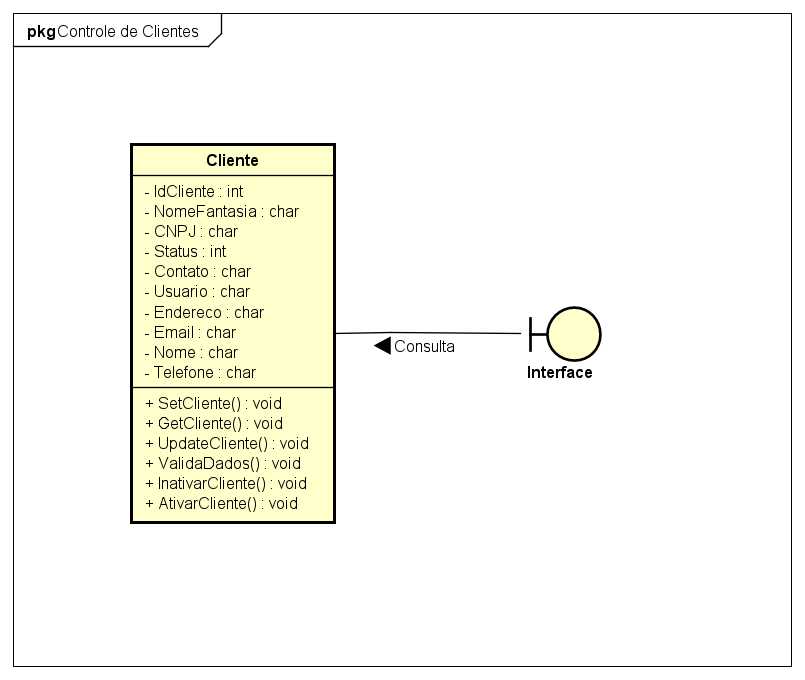 pkg Controle de Clientes
Cliente
- IdCliente : int
- NomeFantasia : char
- CNPJ : char
- Status : int
- Contato : char
- Usuario : char
- Endereco : char
- Email : char
- Nome : char
- Telefone : char
+ SetCliente() : void
+ GetCliente() : void
+ UpdateCliente() : void
+ ValidaDados() : void
+ InativarCliente() : void
+ AtivarCliente() : void
Consulta
Interface